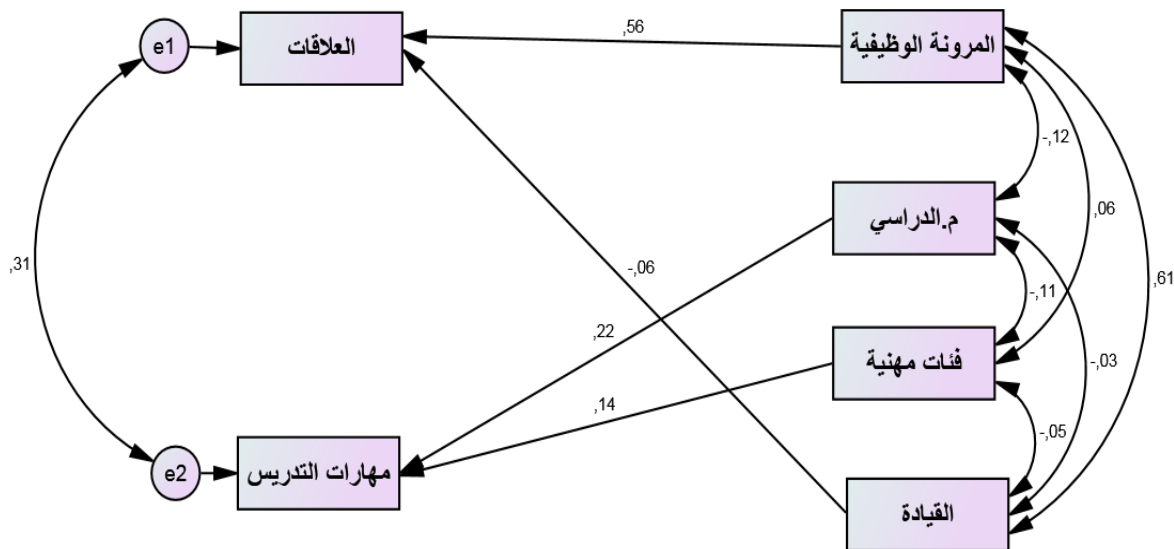 e1
العلاقات
,56
المرونة الوظيفية
-,12
,06
م.الدراسي
,31
-,06
,61
-,11
,22
فئات مهنية
-,03
,14
-,05
e2
مهارات التدريس
القيادة